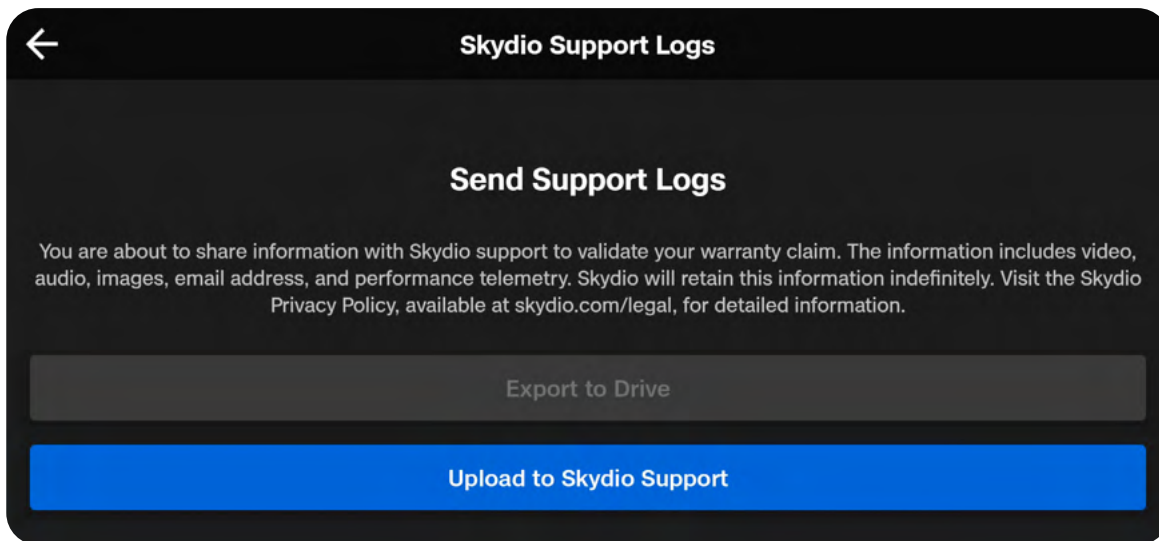 Skydio Support Logs
Send Support Logs
You are about to share information with Skydio support to validate your warranty claim. The information includes video,
audio, images, email address, and performance telemetry. Skydio will retain this information indefinitely. Visit the Skydio
Privacy Policy, available at skydio.com/legal, for detailed information.
Export to Drive
Upload to Skydio Support